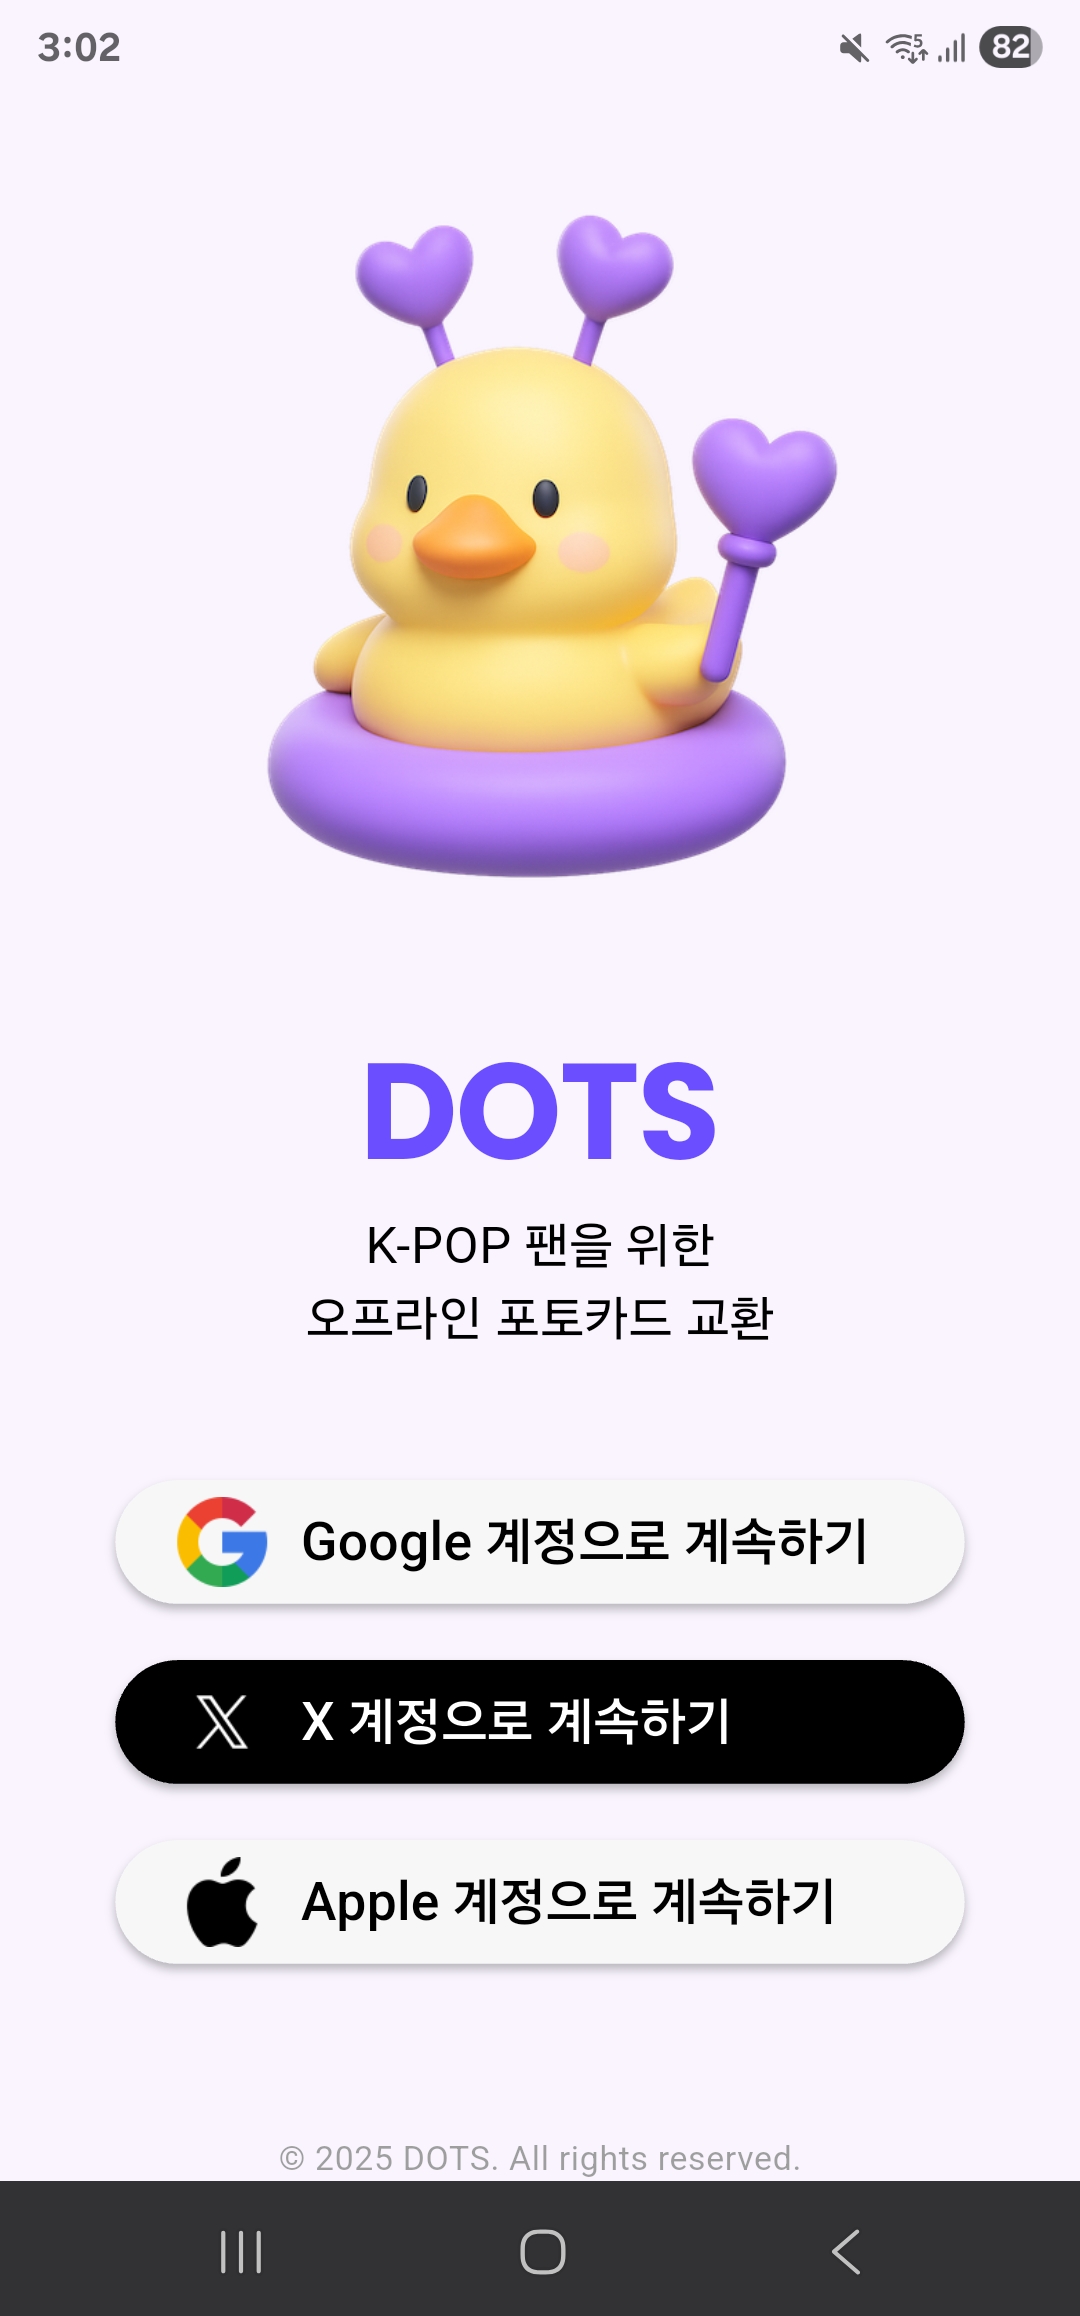 3:02
5
82
DOTS
K-POP 팬을 위한
오프라인 포토카드 교환
Google 계정으로 계속하기
X 계정으로 계속하기
Apple 계정으로 계속하기
© 2025 DOTS. All rights reserved.